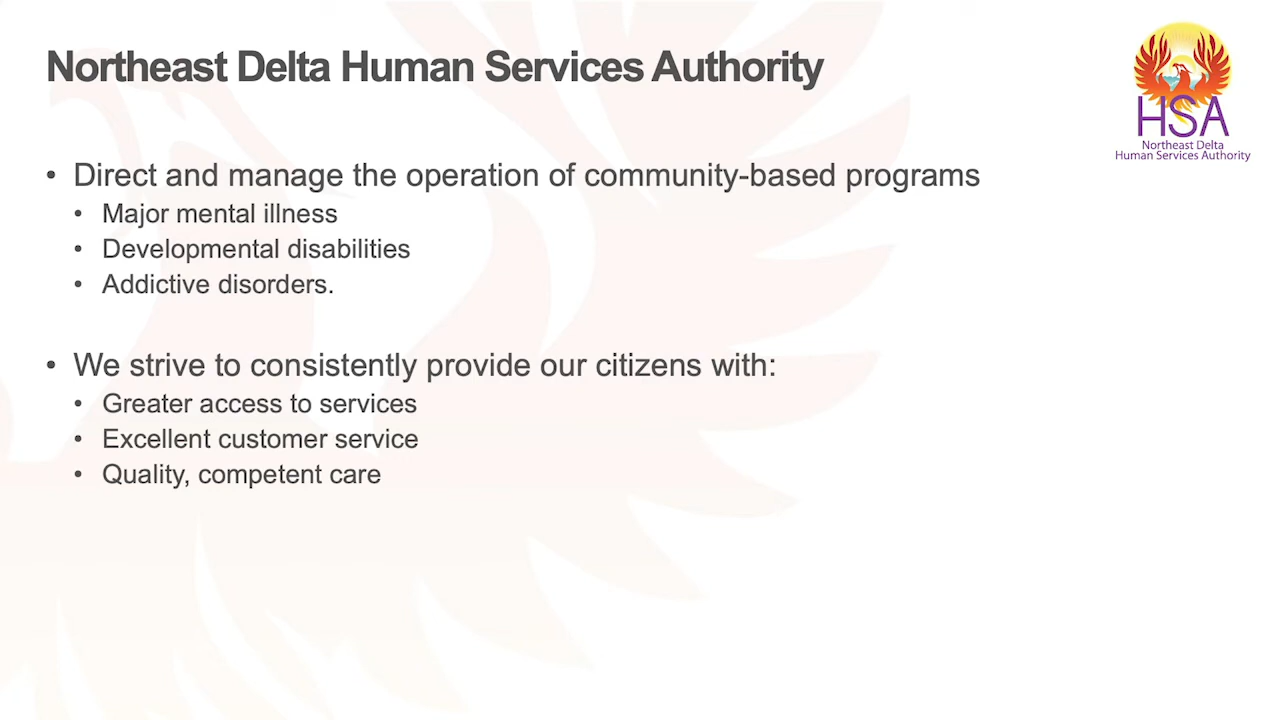 Northeast Delta Human Services Authority
HSA
Northeast Delta
Human Services Authority
• Direct and manage the operation of community-based programs
• Major mental illness
• Developmental disabilities
• Addictive disorders.
• We strive to consistently provide our citizens with:
• Greater access to services
• Excellent customer service
• Quality, competent care